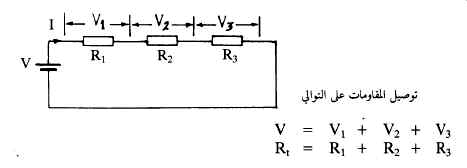 I V₁ V₂ V₃
V R₁ R₂ R₃
توصيل المقاومات على التوالي
V = V₁ + V₂ + V₃
Rₜ = R₁ + R₂ + R₃